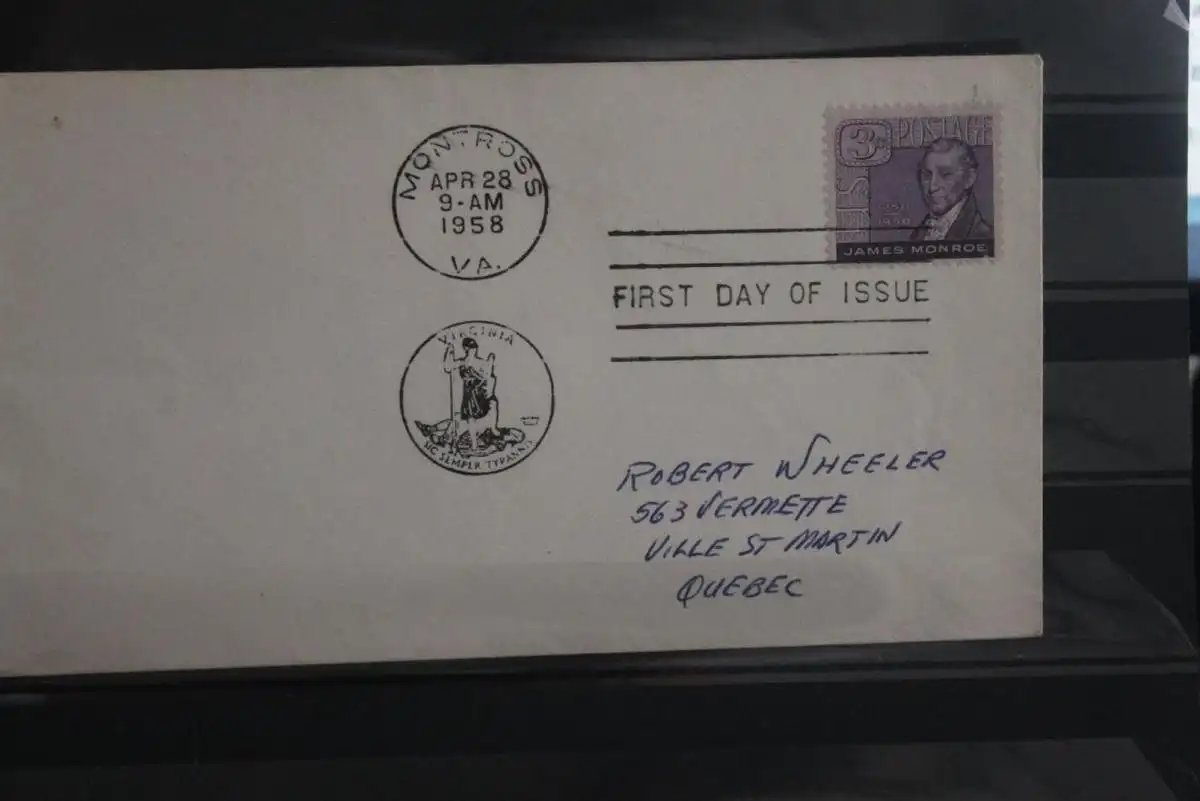 MONTROSS
APR 28
9-AM
1958
VA.
3¢ POSTAGE
U.S.
1758
1958
JAMES MONROE
FIRST DAY OF ISSUE
VIRGINIA
SIC SEMPER TYRANNIS
ROBERT WHEELER
563 VERMETTE
VILLE ST MARTIN
QUEBEC